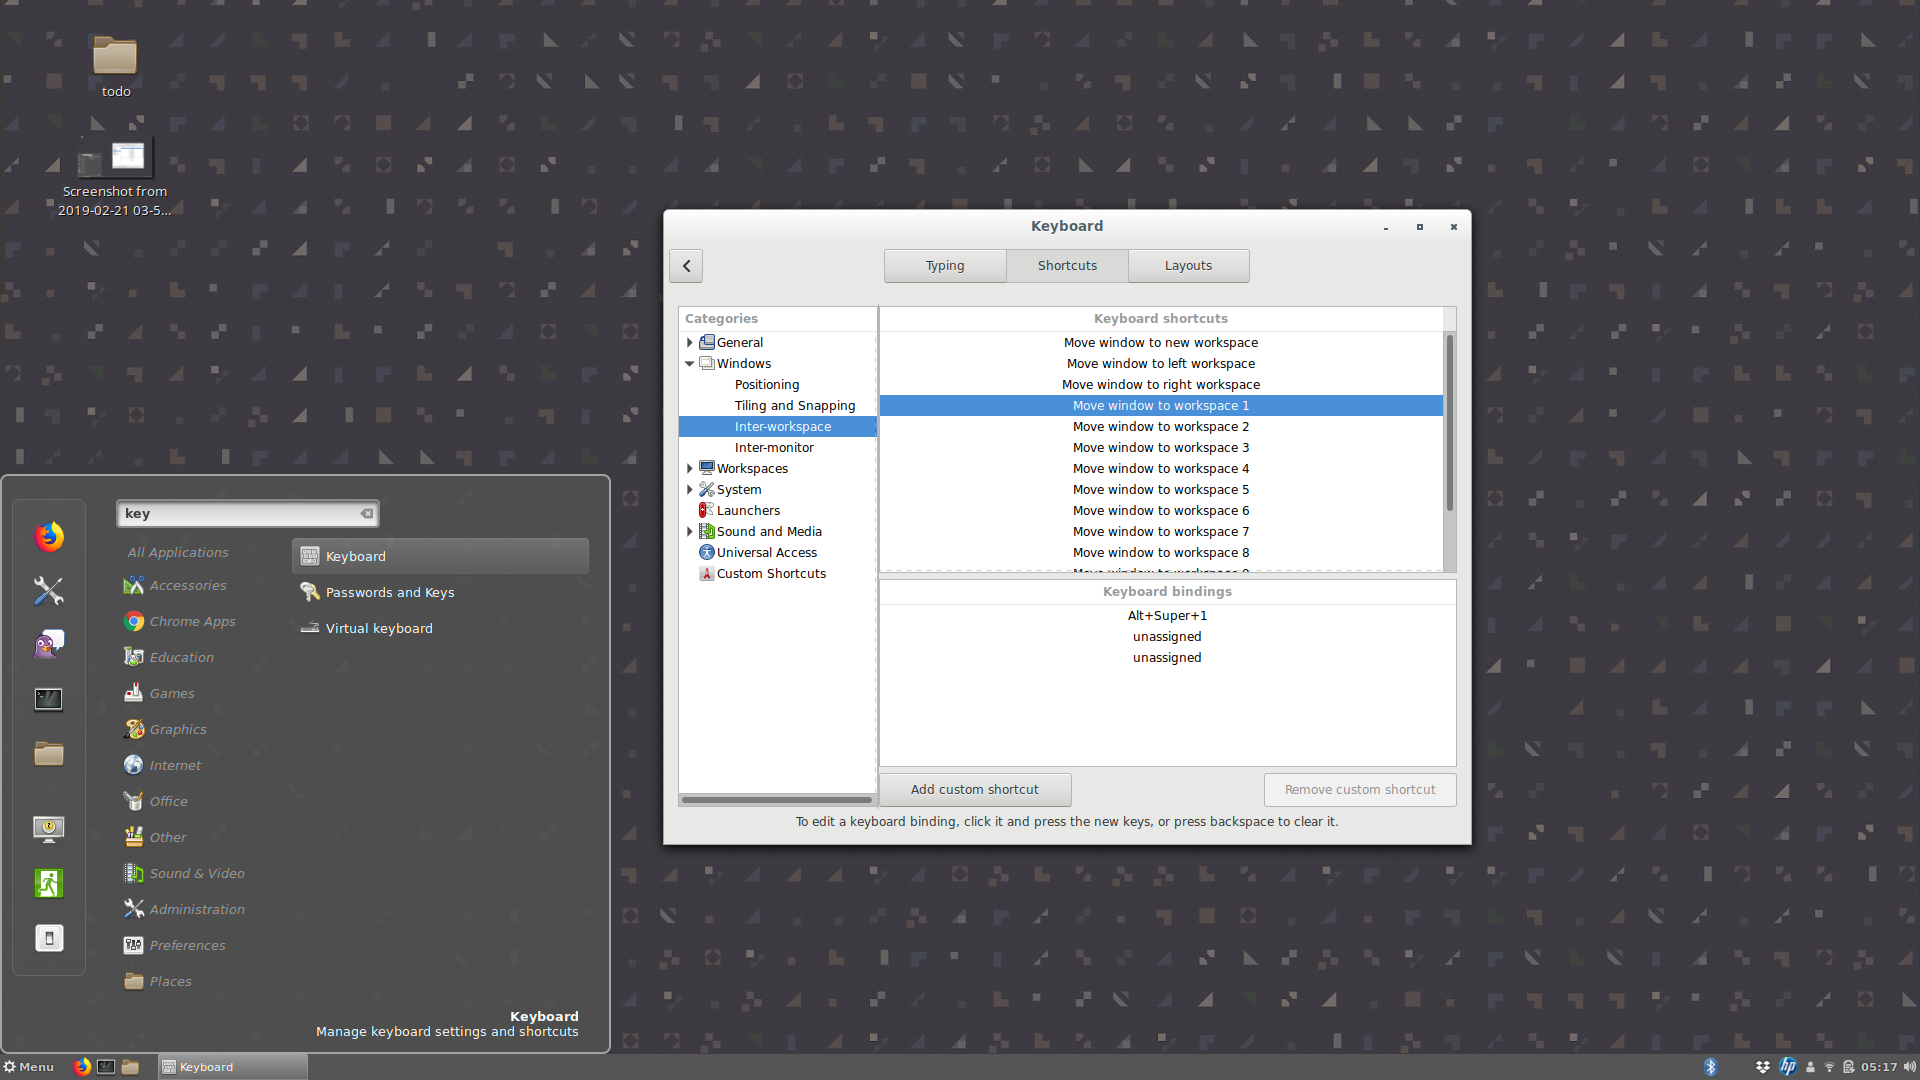 todo
Screenshot from
2019-02-21 03-5...
Keyboard
Typing
Shortcuts
Layouts
Categories
General
Windows
Positioning
Tiling and Snapping
Inter-workspace
Inter-monitor
Workspaces
System
Launchers
Sound and Media
Universal Access
Custom Shortcuts
Keyboard shortcuts
Move window to new workspace
Move window to left workspace
Move window to right workspace
Move window to workspace 1
Move window to workspace 2
Move window to workspace 3
Move window to workspace 4
Move window to workspace 5
Move window to workspace 6
Move window to workspace 7
Move window to workspace 8
Move window to workspace 9
Keyboard bindings
Alt+Super+1
unassigned
unassigned
Add custom shortcut
Remove custom shortcut
To edit a keyboard binding, click it and press the new keys, or press backspace to clear it.
key
All Applications
Accessories
Chrome Apps
Education
Games
Graphics
Internet
Office
Other
Sound & Video
Administration
Preferences
Places
Keyboard
Passwords and Keys
Virtual keyboard
Keyboard
Manage keyboard settings and shortcuts
Menu
Keyboard
hp
05:17